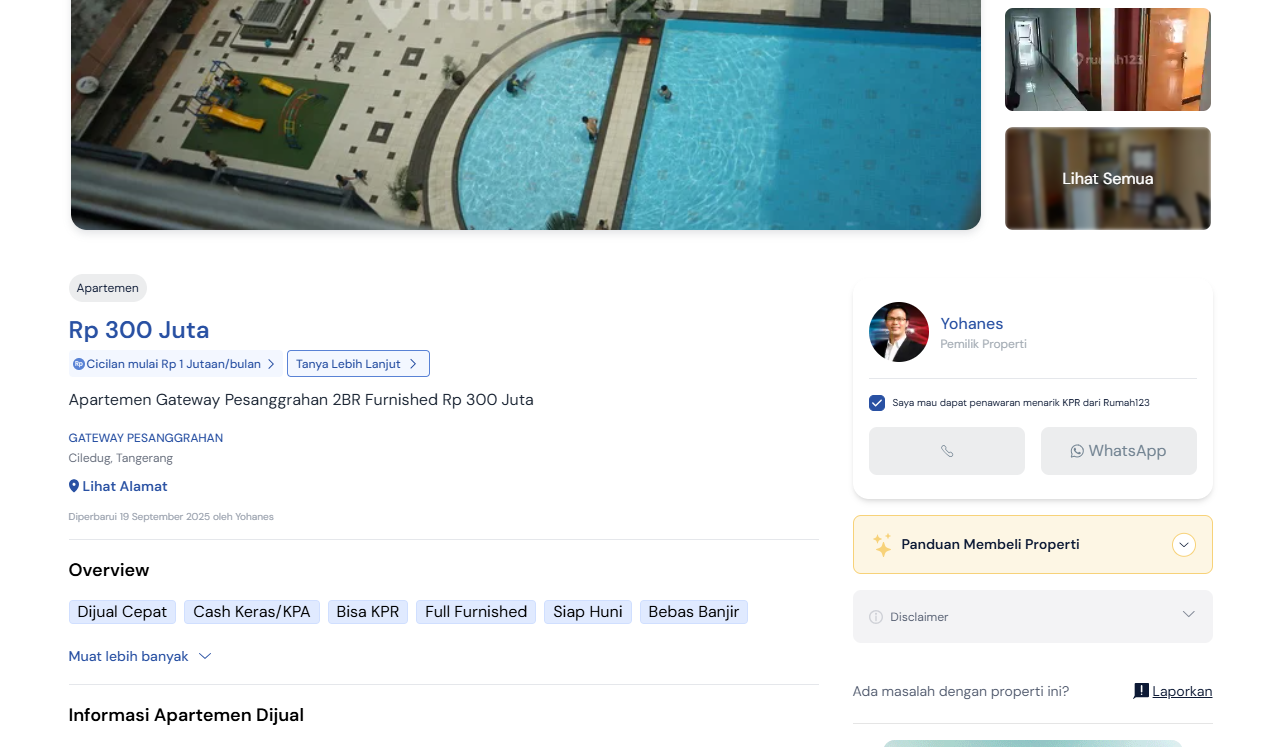 rumah123
rumah123
Lihat Semua
Apartemen
Rp 300 Juta
Rp Cicilan mulai Rp 1 Jutaan/bulan
Tanya Lebih Lanjut
Apartemen Gateway Pesanggrahan 2BR Furnished Rp 300 Juta
GATEWAY PESANGGRAHAN
Ciledug, Tangerang
Lihat Alamat
Diperbarui 19 September 2025 oleh Yohanes
Overview
Dijual Cepat Cash Keras/KPA Bisa KPR Full Furnished Siap Huni Bebas Banjir
Muat lebih banyak
Informasi Apartemen Dijual
Yohanes
Pemilik Properti
Saya mau dapat penawaran menarik KPR dari Rumah123
WhatsApp
Panduan Membeli Properti
Disclaimer
Ada masalah dengan properti ini? Laporkan